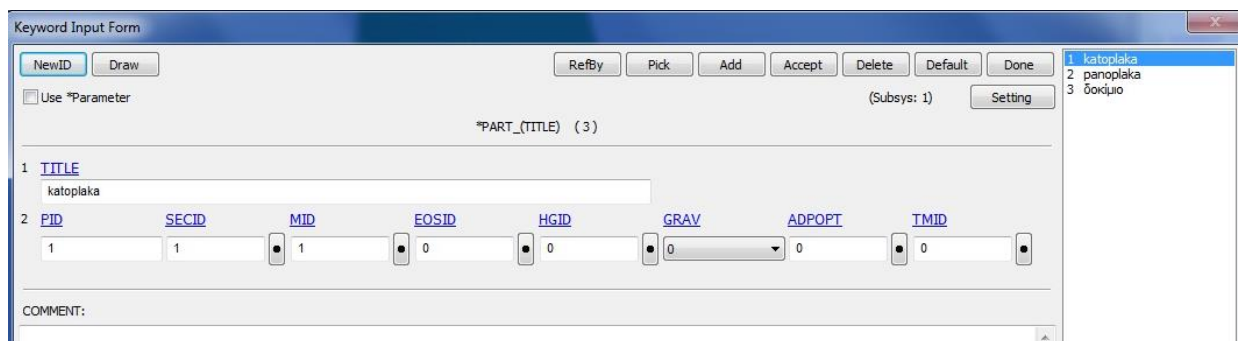 Keyword Input Form
NewID Draw RefBy Pick Add Accept Delete Default Done
Use *Parameter (Subsys: 1) Setting
*PART_(TITLE) (3)
1 TITLE
katoplaka
2 PID SECID MID EOSID HGID GRAV ADPOPT TMID
1 1 1 0 0 0 0 0
COMMENT:
1 katoplaka
2 panoplaka
3 δοκίμιο